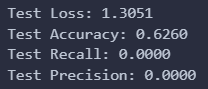 Test Loss: 1.3051
Test Accuracy: 0.6260
Test Recall: 0.0000
Test Precision: 0.0000